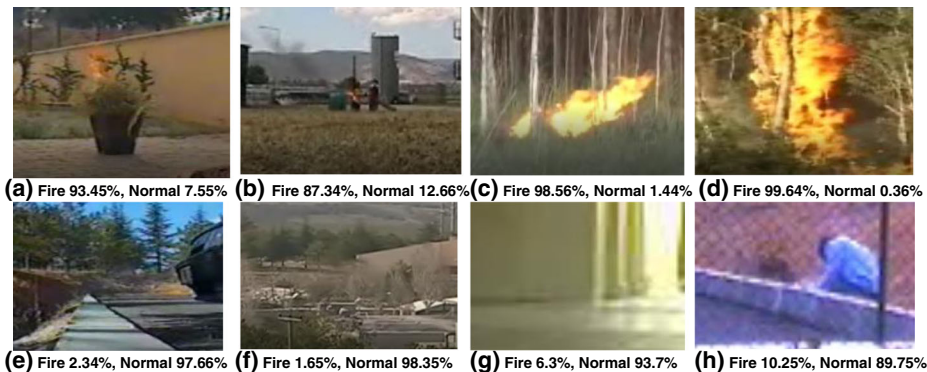 (a) Fire 93.45%, Normal 7.55% (b) Fire 87.34%, Normal 12.66% (c) Fire 98.56%, Normal 1.44% (d) Fire 99.64%, Normal 0.36%
(e) Fire 2.34%, Normal 97.66% (f) Fire 1.65%, Normal 98.35% (g) Fire 6.3%, Normal 93.7% (h) Fire 10.25%, Normal 89.75%